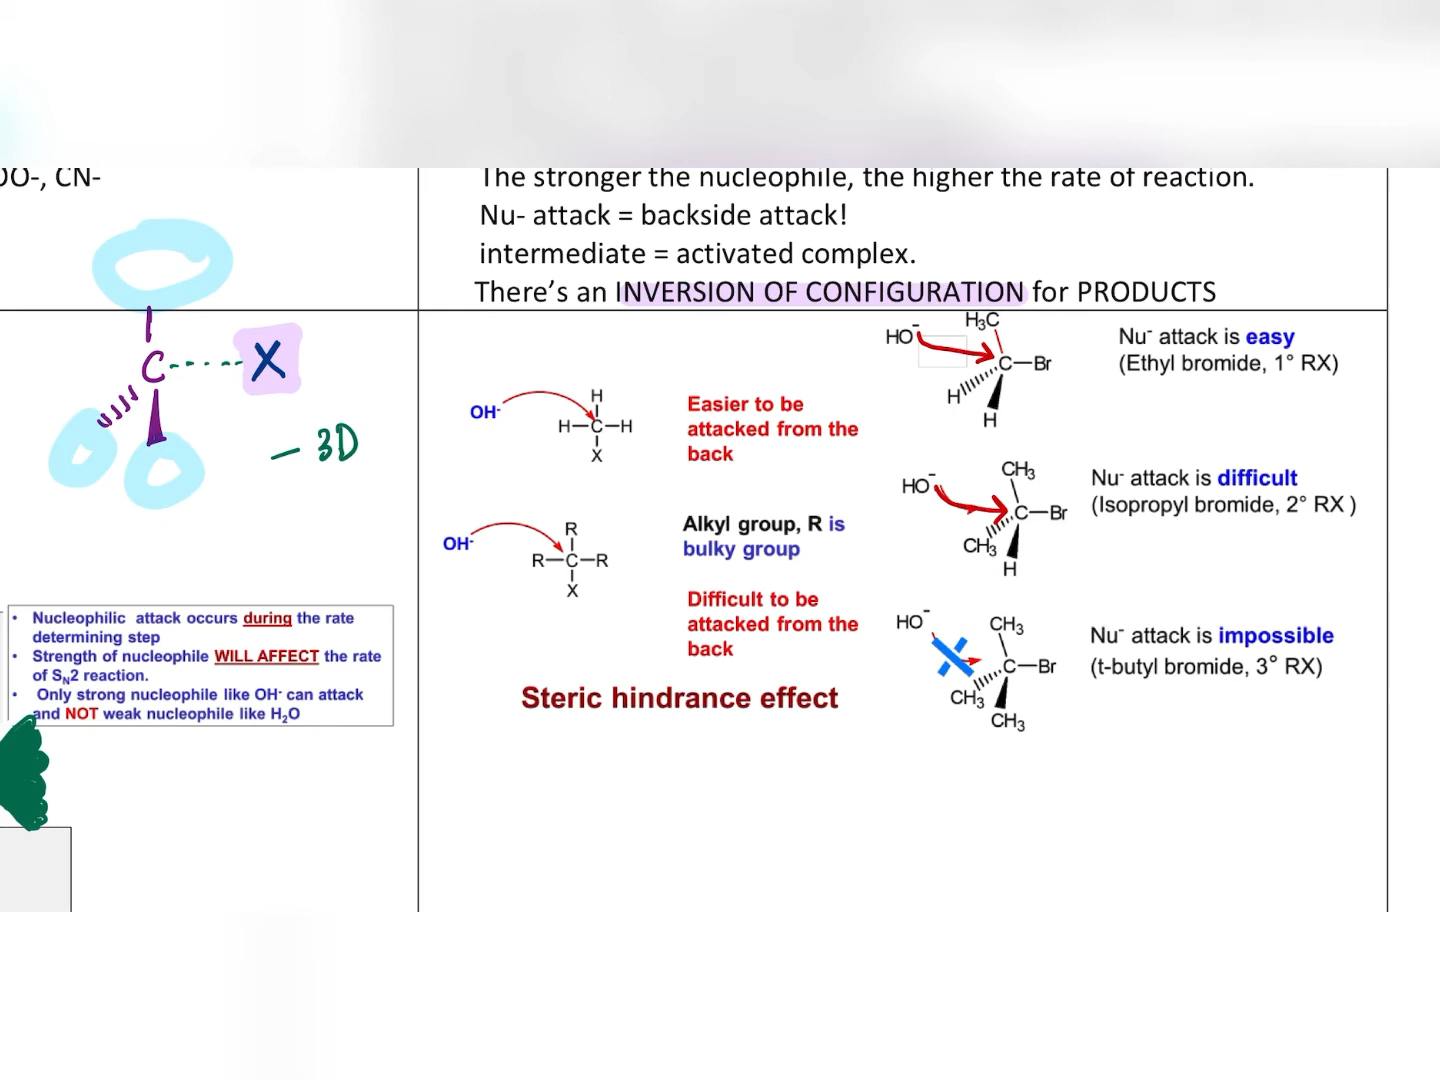 OO-, CN-
The stronger the nucleophile, the higher the rate of reaction.
Nu- attack = backside attack!
intermediate = activated complex.
There's an INVERSION OF CONFIGURATION for PRODUCTS
C X
– 3D
• Nucleophilic attack occurs during the rate
determining step
• Strength of nucleophile WILL AFFECT the rate
of SN2 reaction.
• Only strong nucleophile like OH- can attack
and NOT weak nucleophile like H2O
OH-
H
H–C–H
X
Easier to be
attacked from the
back
OH-
R
R–C–R
X
Alkyl group, R is
bulky group
Difficult to be
attacked from the
back
Steric hindrance effect
HO-
H3C
C–Br
H
H
Nu- attack is easy
(Ethyl bromide, 1° RX)
HO-
CH3
C–Br
CH3
H
Nu- attack is difficult
(Isopropyl bromide, 2° RX )
HO-
CH3
C–Br
CH3
CH3
Nu- attack is impossible
(t-butyl bromide, 3° RX)